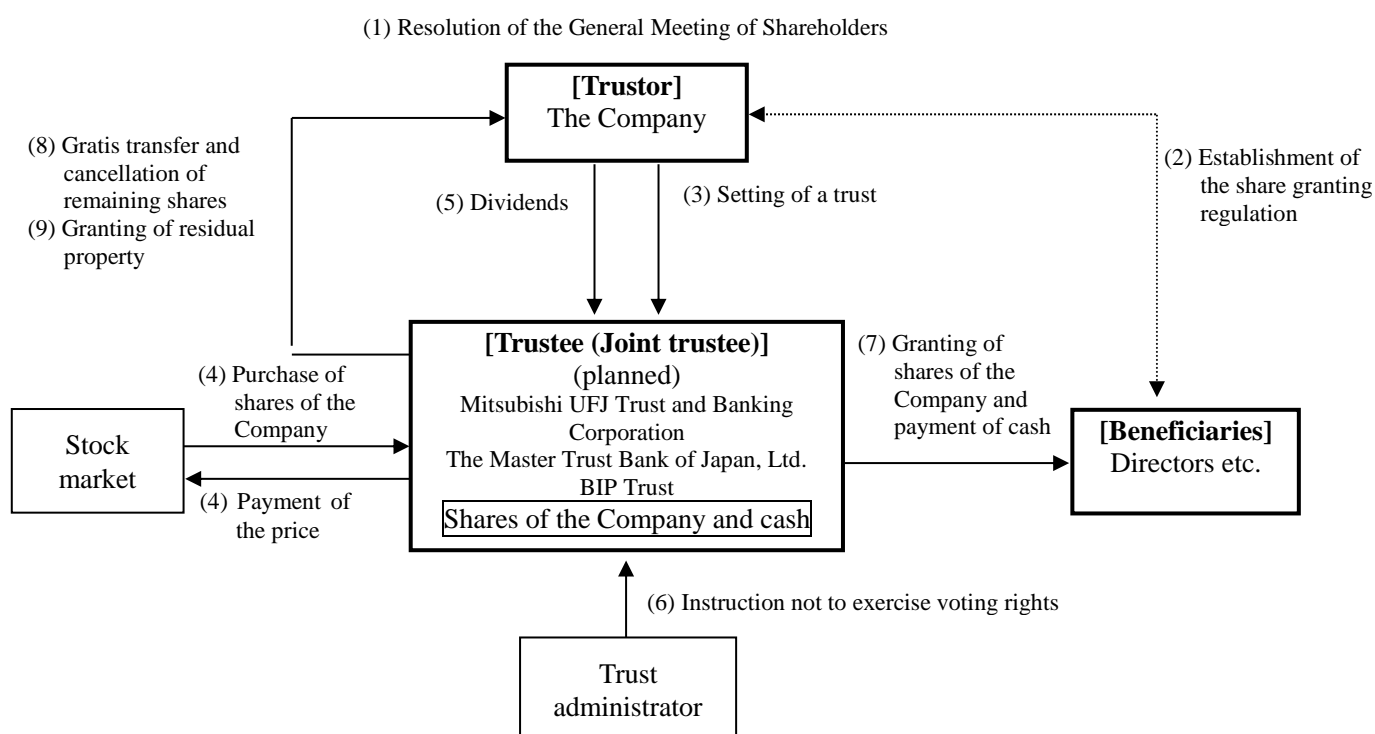 (1) Resolution of the General Meeting of Shareholders
[Trustor]
The Company
(8) Gratis transfer and
cancellation of
remaining shares
(9) Granting of residual
property
(5) Dividends
(3) Setting of a trust
(2) Establishment of
the share granting
regulation
[Trustee (Joint trustee)]
(planned)
Mitsubishi UFJ Trust and Banking
Corporation
The Master Trust Bank of Japan, Ltd.
BIP Trust
Shares of the Company and cash
(4) Purchase of
shares of the
Company
Stock
market
(4) Payment of
the price
(7) Granting of
shares of the
Company and
payment of cash
[Beneficiaries]
Directors etc.
(6) Instruction not to exercise voting rights
Trust
administrator